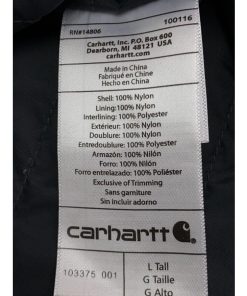 RN#14806 100116
Carhartt, Inc. P.O. Box 600
Dearborn, MI 48121 USA
carhartt.com
Made in China
Fabriqué en Chine
Hecho en China
Shell: 100% Nylon
Lining: 100% Nylon
Interlining: 100% Polyester
Extérieur: 100% Nylon
Doublure: 100% Nylon
Entredoublure: 100% Polyester
Armazón: 100% Nilón
Forro: 100% Nilón
Forro entrelazado: 100% Poliéster
Exclusive of Trimming
Sans garniture
Sin incluir adorno
carhartt
103375 001
L Tall
G Taille
G Alto